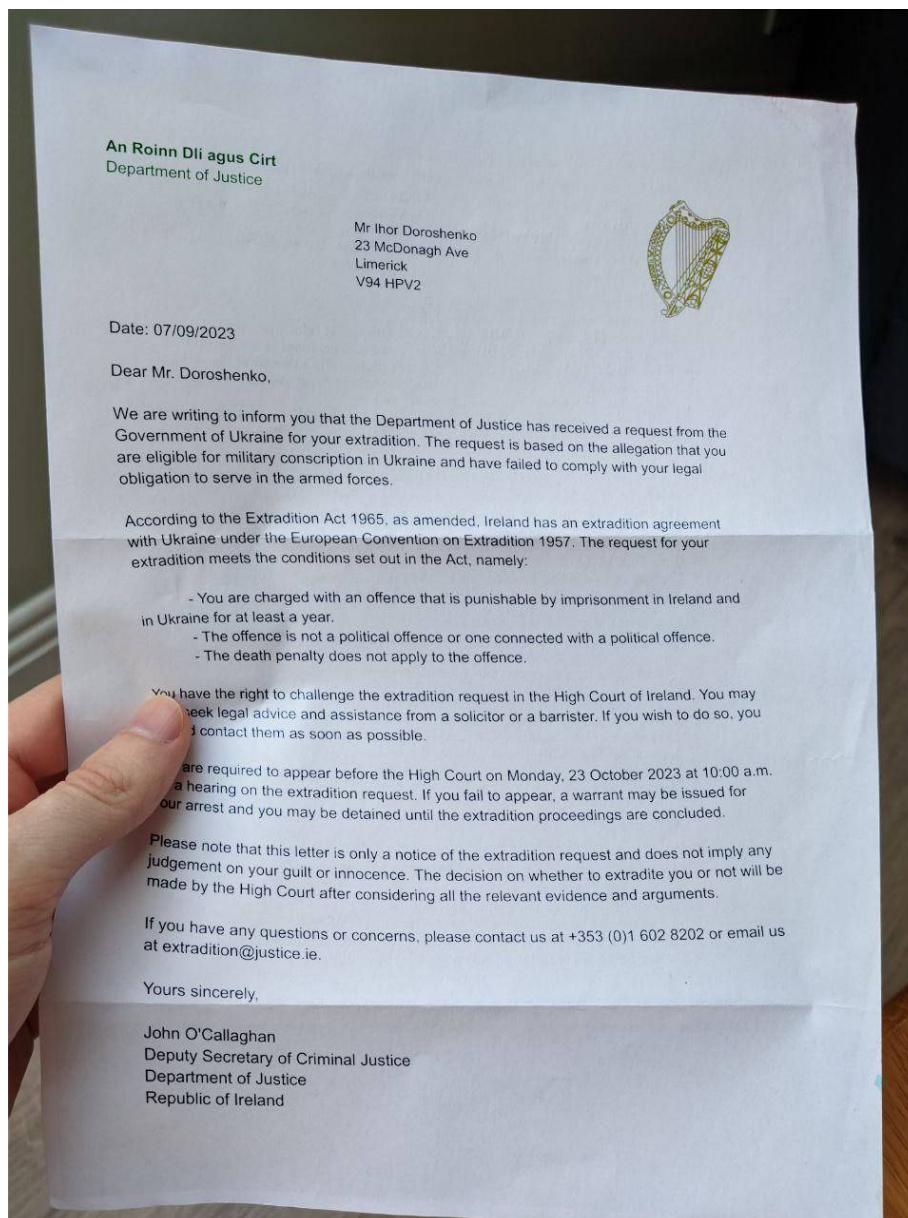 An Roinn Dlí agus Cirt
Department of Justice
Mr Ihor Doroshenko
23 McDonagh Ave
Limerick
V94 HPV2
Date: 07/09/2023
Dear Mr. Doroshenko,
We are writing to inform you that the Department of Justice has received a request from the
Government of Ukraine for your extradition. The request is based on the allegation that you
are eligible for military conscription in Ukraine and have failed to comply with your legal
obligation to serve in the armed forces.
According to the Extradition Act 1965, as amended, Ireland has an extradition agreement
with Ukraine under the European Convention on Extradition 1957. The request for your
extradition meets the conditions set out in the Act, namely:
- You are charged with an offence that is punishable by imprisonment in Ireland and
in Ukraine for at least a year.
- The offence is not a political offence or one connected with a political offence.
- The death penalty does not apply to the offence.
You have the right to challenge the extradition request in the High Court of Ireland. You may
seek legal advice and assistance from a solicitor or a barrister. If you wish to do so, you
contact them as soon as possible.
are required to appear before the High Court on Monday, 23 October 2023 at 10:00 a.m.
a hearing on the extradition request. If you fail to appear, a warrant may be issued for
our arrest and you may be detained until the extradition proceedings are concluded.
Please note that this letter is only a notice of the extradition request and does not imply any
judgement on your guilt or innocence. The decision on whether to extradite you or not will be
made by the High Court after considering all the relevant evidence and arguments.
If you have any questions or concerns, please contact us at +353 (0)1 602 8202 or email us
at extradition@justice.ie.
Yours sincerely,
John O'Callaghan
Deputy Secretary of Criminal Justice
Department of Justice
Republic of Ireland